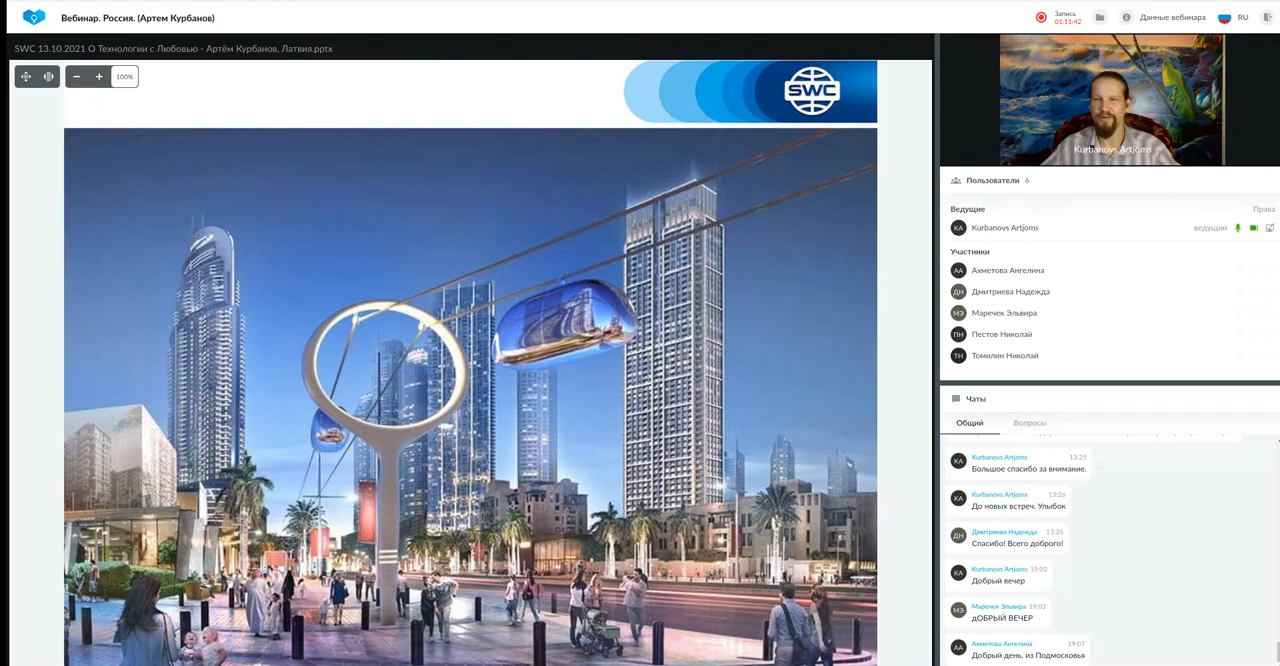 Вебинар. Россия. (Артем Курбанов)
Запись
01:11:42
Данные вебинара
RU
SWC 13.10.2021 О Технологии с Любовью - Артём Курбанов, Латвия.pptx
100%
SWC
Kurbanovs Artjoms
Пользователи 6
Ведущие Права
KA Kurbanovs Artjoms ведущий
Участники
АА Ахметова Ангелина
ДН Дмитриева Надежда
МЭ Маречек Эльвира
ПН Пестов Николай
ТН Томилин Николай
Чаты
Общий Вопросы
KA Kurbanovs Artjoms 13:25
Большое спасибо за внимание.
KA Kurbanovs Artjoms 13:26
До новых встреч. Улыбок
ДН Дмитриева Надежда 13:26
Спасибо! Всего доброго!
KA Kurbanovs Artjoms 19:02
Добрый вечер
МЭ Маречек Эльвира 19:03
дОБРЫЙ ВЕЧЕР
АА Ахметова Ангелина 19:07
Добрый день, из Подмосковья